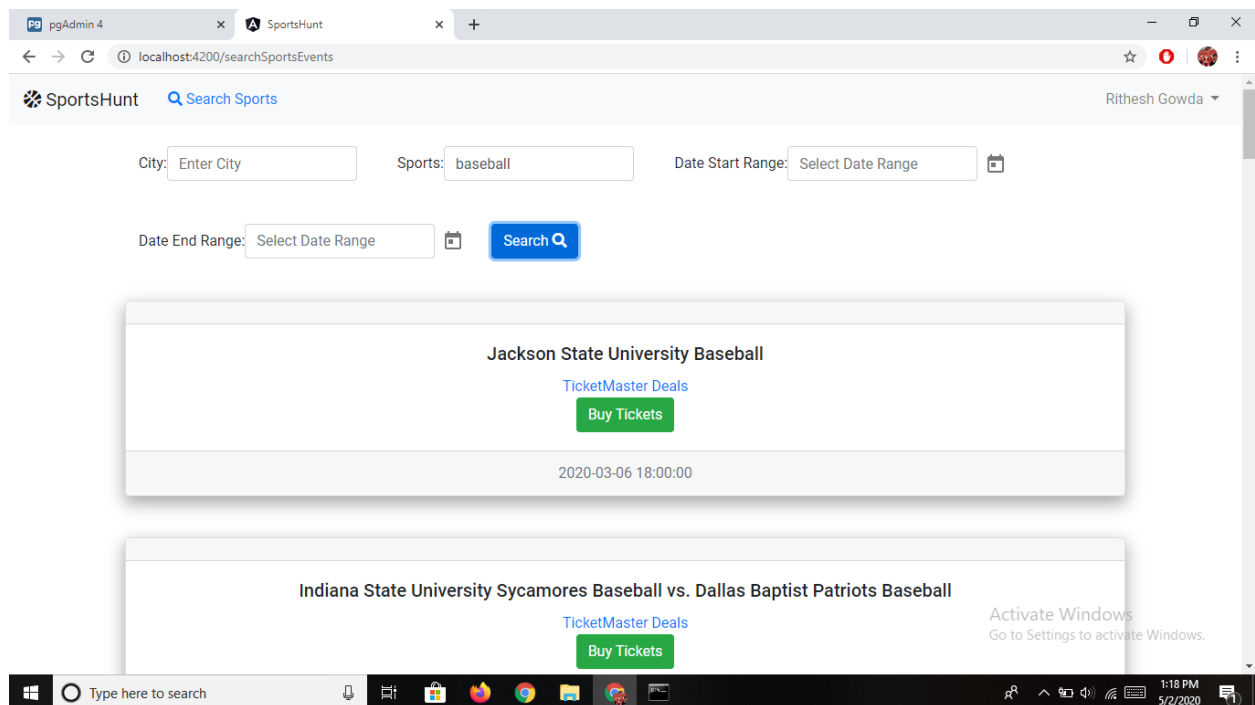 pgAdmin 4
SportsHunt
localhost:4200/searchSportsEvents
SportsHunt
Search Sports
Rithesh Gowda
City:
Enter City
Sports:
baseball
Date Start Range:
Select Date Range
Date End Range:
Select Date Range
Search
Jackson State University Baseball
TicketMaster Deals
Buy Tickets
2020-03-06 18:00:00
Indiana State University Sycamores Baseball vs. Dallas Baptist Patriots Baseball
TicketMaster Deals
Buy Tickets
Activate Windows
Go to Settings to activate Windows.
Type here to search
1:18 PM
5/2/2020